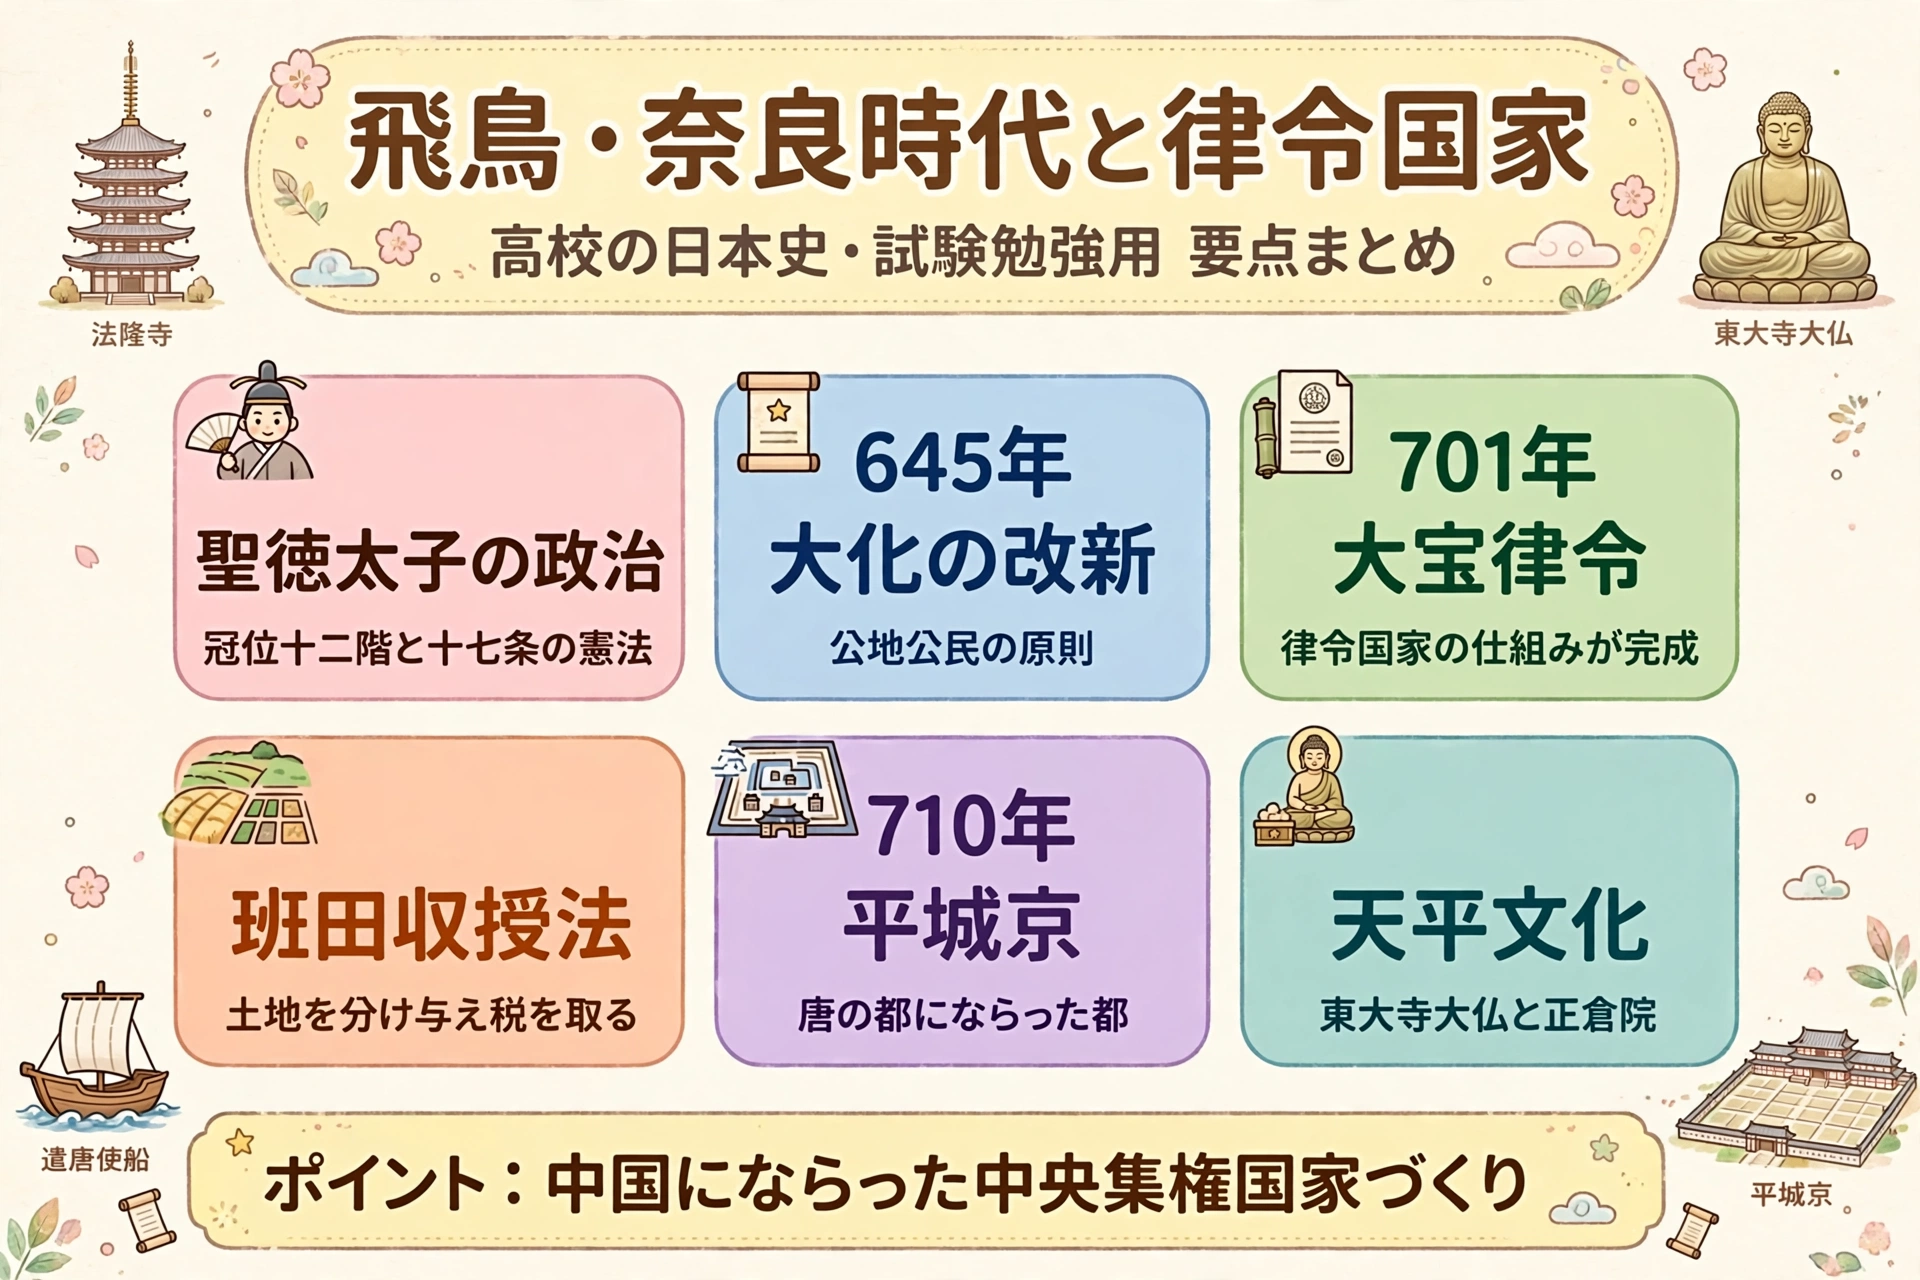 飛鳥・奈良時代と律令国家
高校の日本史・試験勉強用 要点まとめ
法隆寺
東大寺大仏
聖徳太子の政治
冠位十二階と十七条の憲法
645年
大化の改新
公地公民の原則
701年
大宝律令
律令国家の仕組みが完成
班田収授法
土地を分け与え税を取る
710年
平城京
唐の都にならった都
天平文化
東大寺大仏と正倉院
遣唐使船
平城京
ポイント：中国にならった中央集権国家づくり